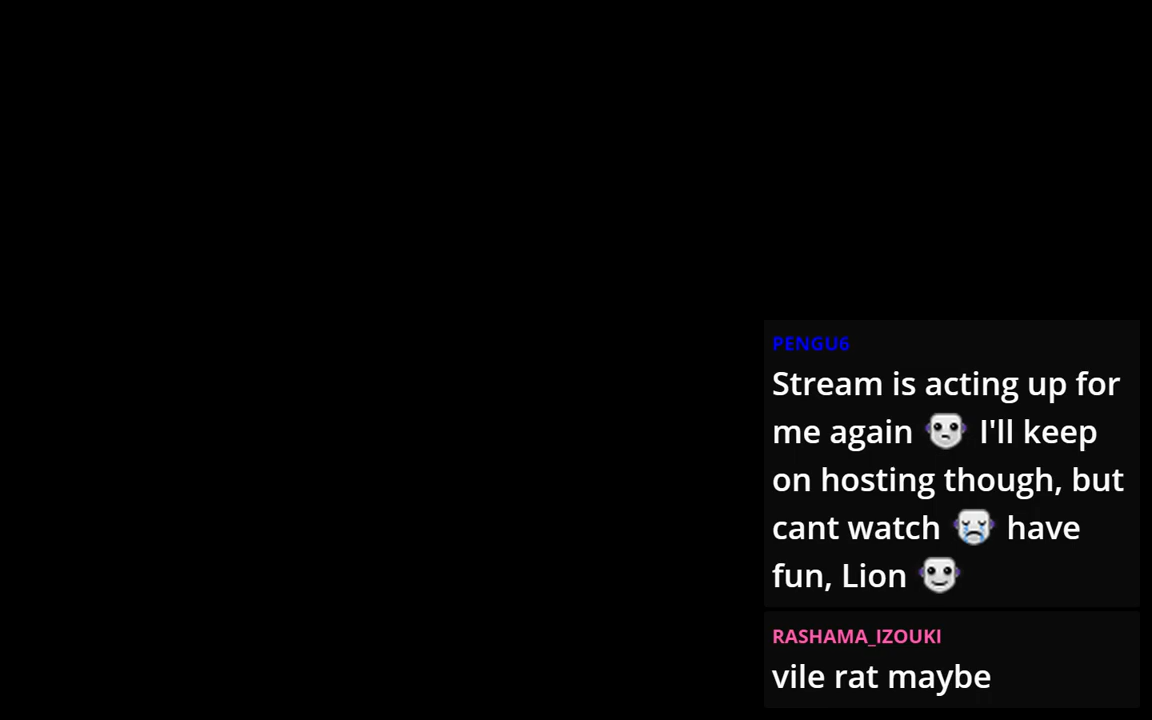 PENGU6
Stream is acting up for
me again I'll keep
on hosting though, but
cant watch have
fun, Lion
RASHAMA_IZOUKI
vile rat maybe